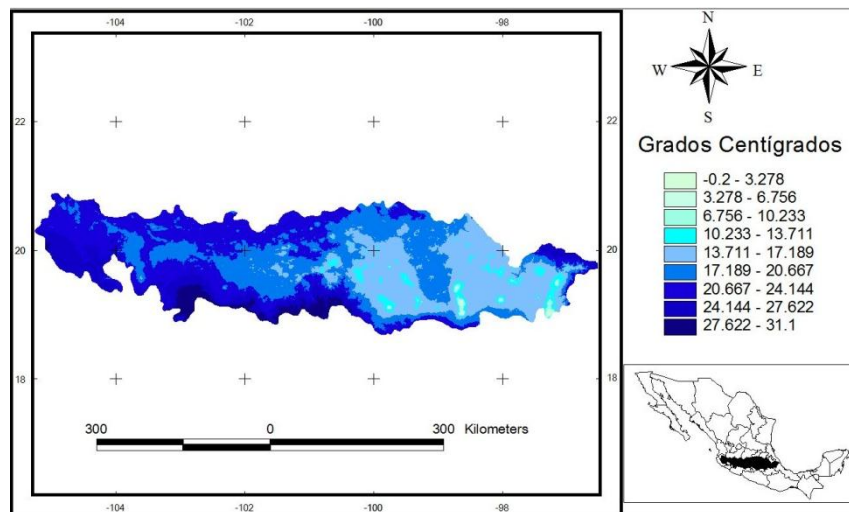 -104
-102
-100
-98
22
22
20
20
18
18
300
0
300
Kilometers
-104
-102
-100
-98
N
W
E
S
Grados Centígrados
-0.2 - 3.278
3.278 - 6.756
6.756 - 10.233
10.233 - 13.711
13.711 - 17.189
17.189 - 20.667
20.667 - 24.144
24.144 - 27.622
27.622 - 31.1